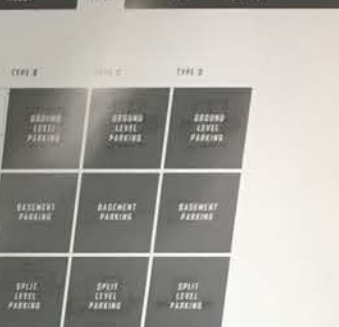 TYPE B TYPE C TYPE D
GROUND GROUND GROUND
LEVEL LEVEL LEVEL
PARKING PARKING PARKING
BASEMENT BASEMENT BASEMENT
PARKING PARKING PARKING
SPLIT SPLIT SPLIT
LEVEL LEVEL LEVEL
PARKING PARKING PARKING